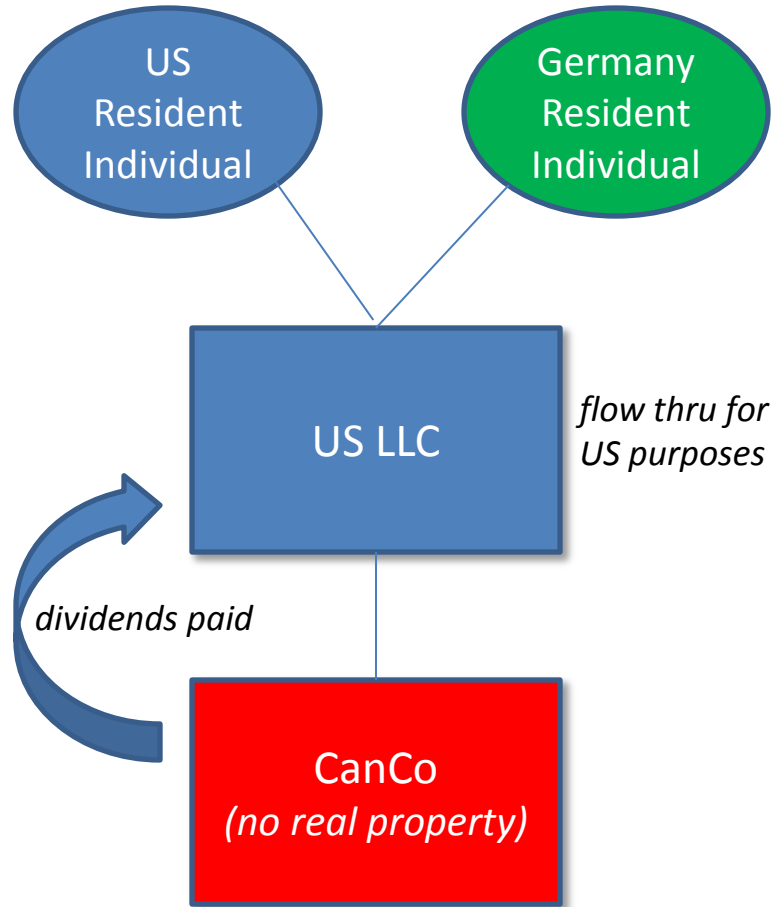 US
Resident
Individual
Germany
Resident
Individual
US LLC
flow thru for
US purposes
dividends paid
CanCo
(no real property)